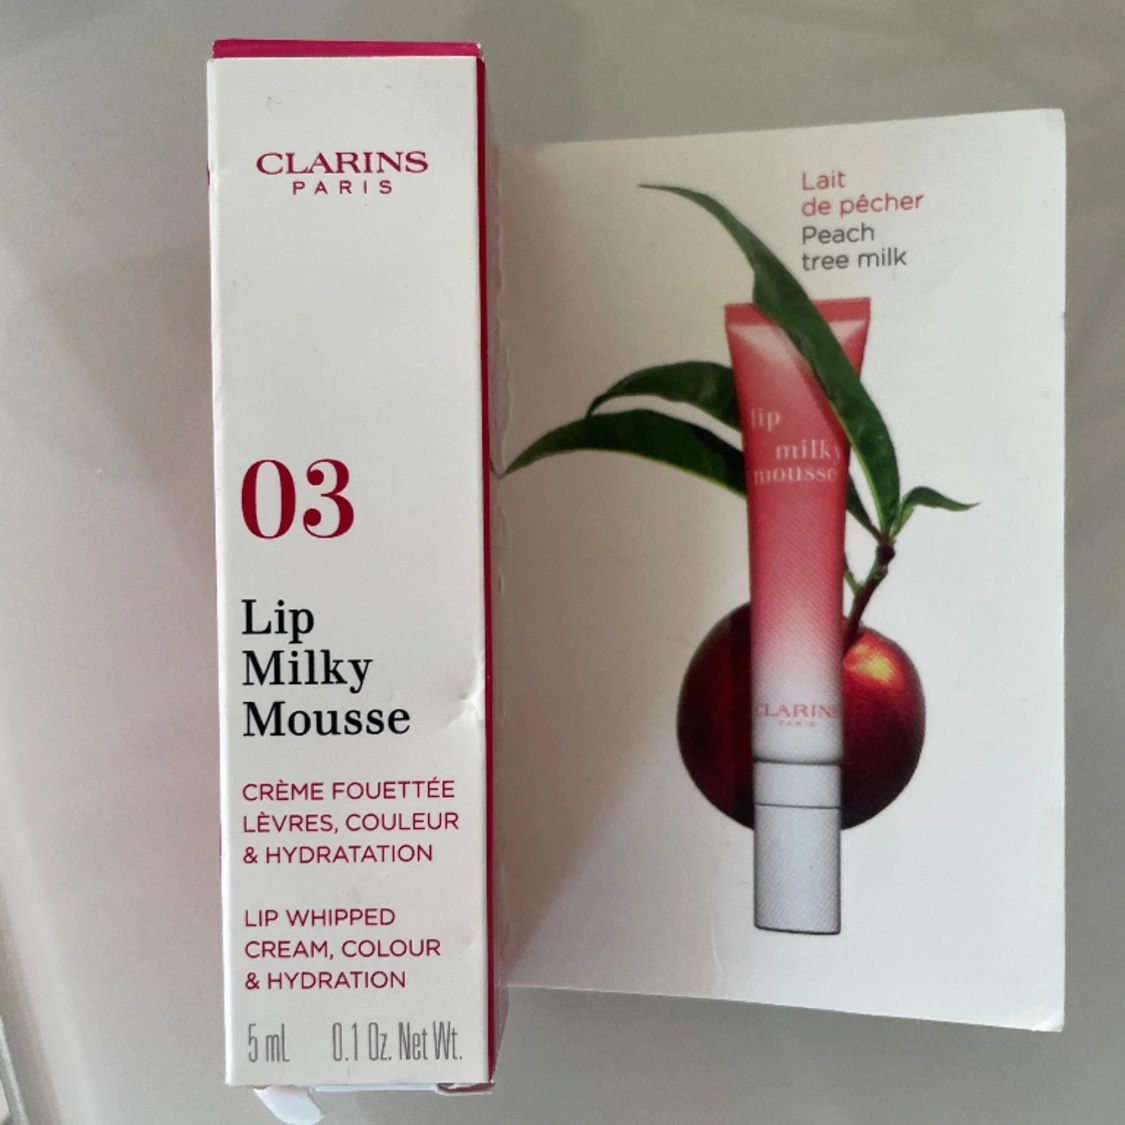 CLARINS
PARIS
03
Lip
Milky
Mousse
CRÈME FOUETTÉE
LÈVRES, COULEUR
& HYDRATATION
LIP WHIPPED
CREAM, COLOUR
& HYDRATION
5 mL 0.1 Oz. Net Wt.
Lait
de pêcher
Peach
tree milk
lip
milky
mousse
CLARINS
PARIS